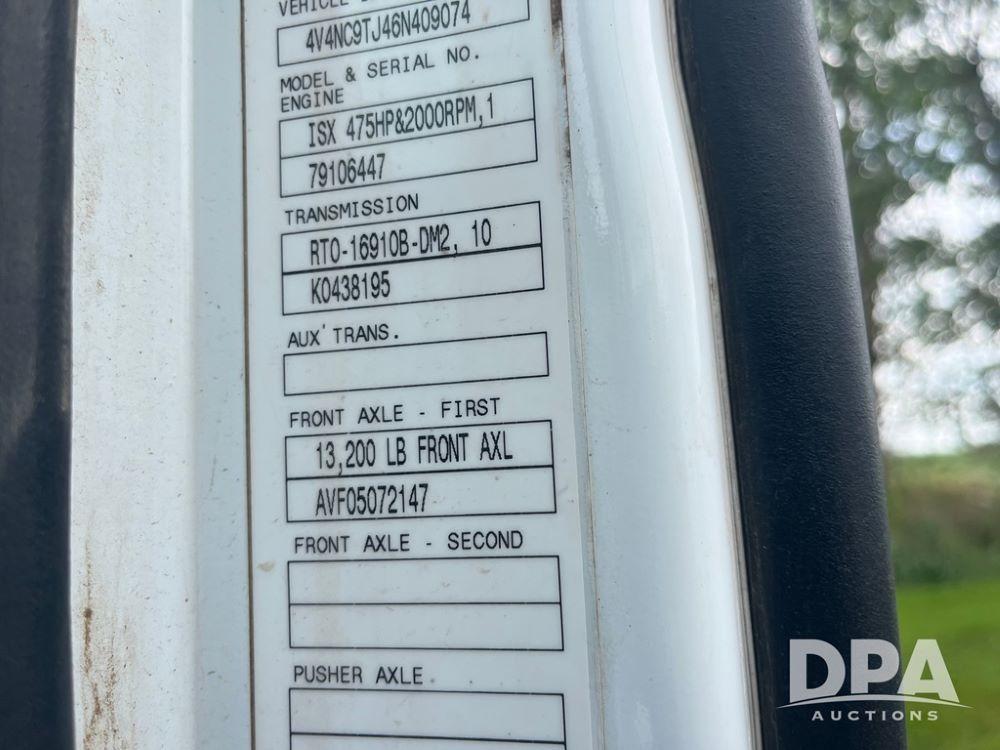 VEHICLE
4V4NC9TJ46N409074
MODEL & SERIAL NO.
ENGINE
ISX 475HP&2000RPM,1
79106447
TRANSMISSION
RTO-16910B-DM2, 10
K0438195
AUX' TRANS.
FRONT AXLE - FIRST
13,200 LB FRONT AXL
AVF05072147
FRONT AXLE - SECOND
PUSHER AXLE
DPA
AUCTIONS